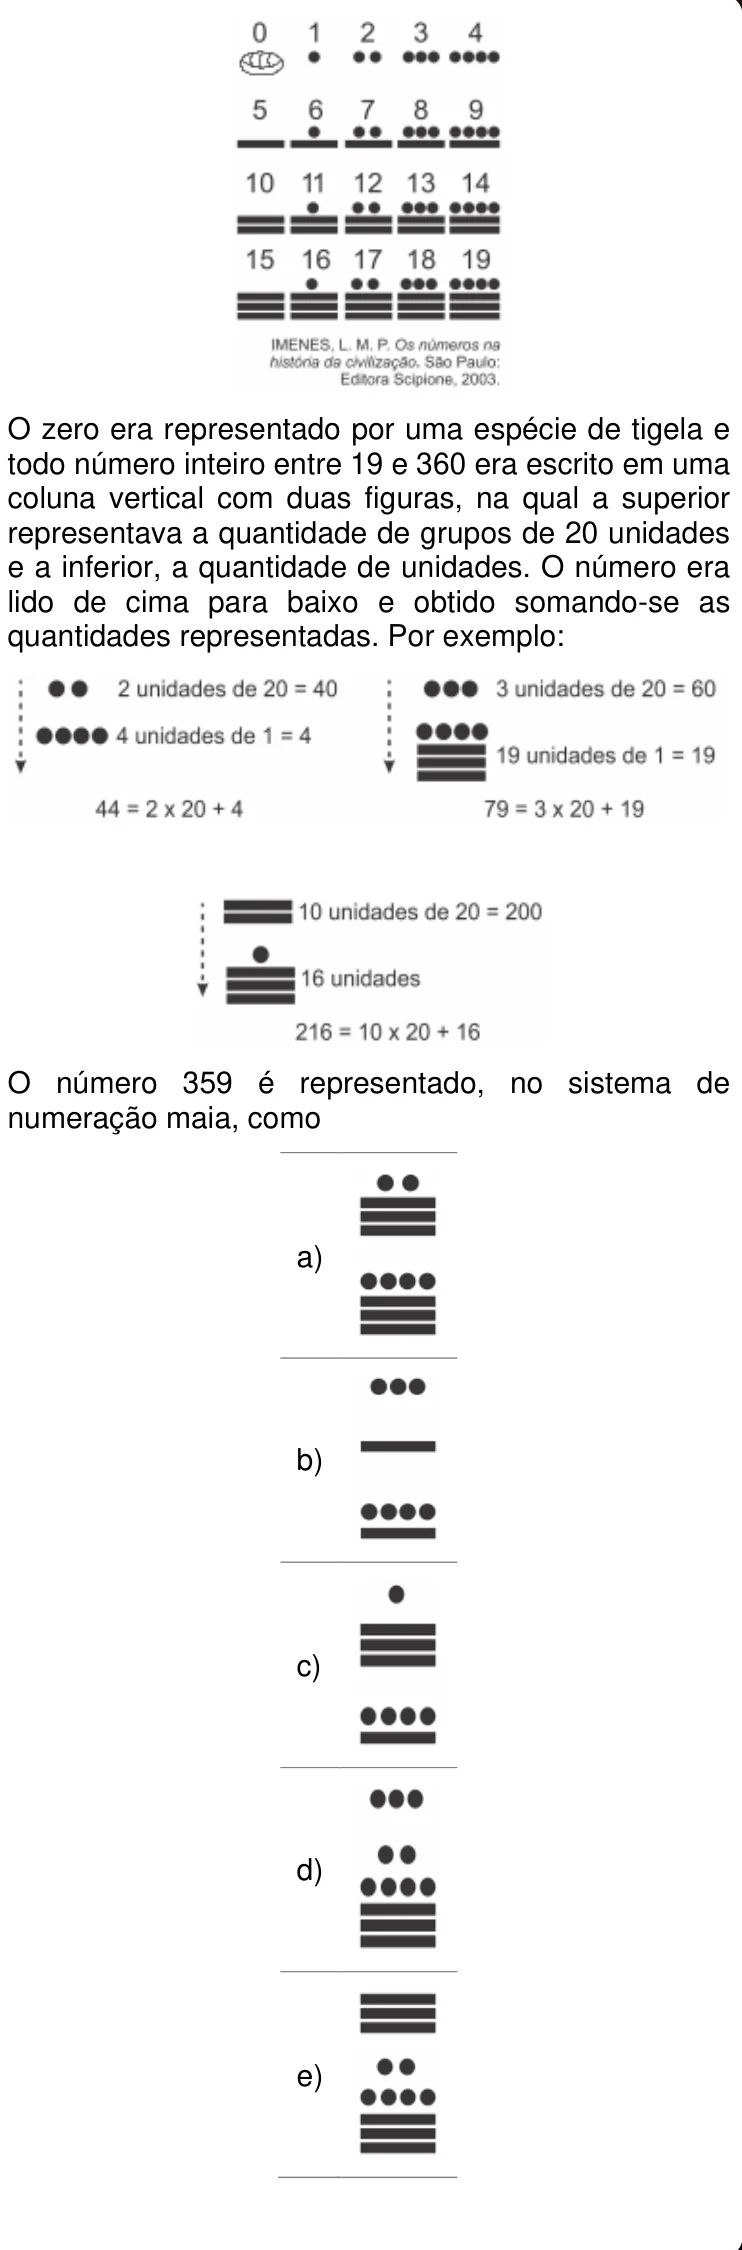 0 1 2 3 4
5 6 7 8 9
10 11 12 13 14
15 16 17 18 19
IMENES, L. M. P. Os números na
história da civilização. São Paulo:
Editora Scipione, 2003.
O zero era representado por uma espécie de tigela e
todo número inteiro entre 19 e 360 era escrito em uma
coluna vertical com duas figuras, na qual a superior
representava a quantidade de grupos de 20 unidades
e a inferior, a quantidade de unidades. O número era
lido de cima para baixo e obtido somando-se as
quantidades representadas. Por exemplo:
2 unidades de 20 = 40
4 unidades de 1 = 4
44 = 2 x 20 + 4
3 unidades de 20 = 60
19 unidades de 1 = 19
79 = 3 x 20 + 19
10 unidades de 20 = 200
16 unidades
216 = 10 x 20 + 16
O número 359 é representado, no sistema de
numeração maia, como
a)
b)
c)
d)
e)